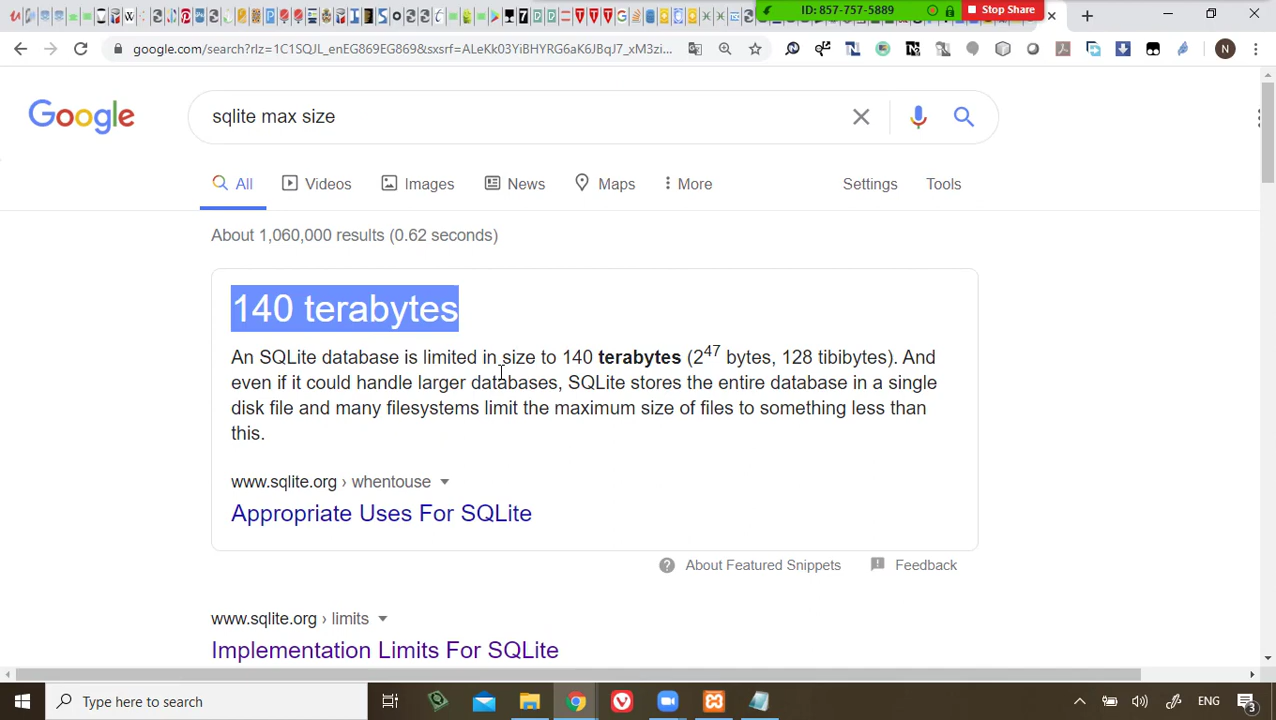 ID: 857-757-5889
Stop Share
google.com/search?rlz=1C1SQJL_enEG869EG869&sxsrf=ALeKk03YiBHYRG6aK6JBqJ7_xM3zi...
N
Google
sqlite max size
All Videos Images News Maps More Settings Tools
About 1,060,000 results (0.62 seconds)
140 terabytes
An SQLite database is limited in size to 140 terabytes (2⁴⁷ bytes, 128 tibibytes). And
even if it could handle larger databases, SQLite stores the entire database in a single
disk file and many filesystems limit the maximum size of files to something less than
this.
www.sqlite.org › whentouse
Appropriate Uses For SQLite
About Featured Snippets Feedback
www.sqlite.org › limits
Implementation Limits For SQLite
Type here to search
ENG
3